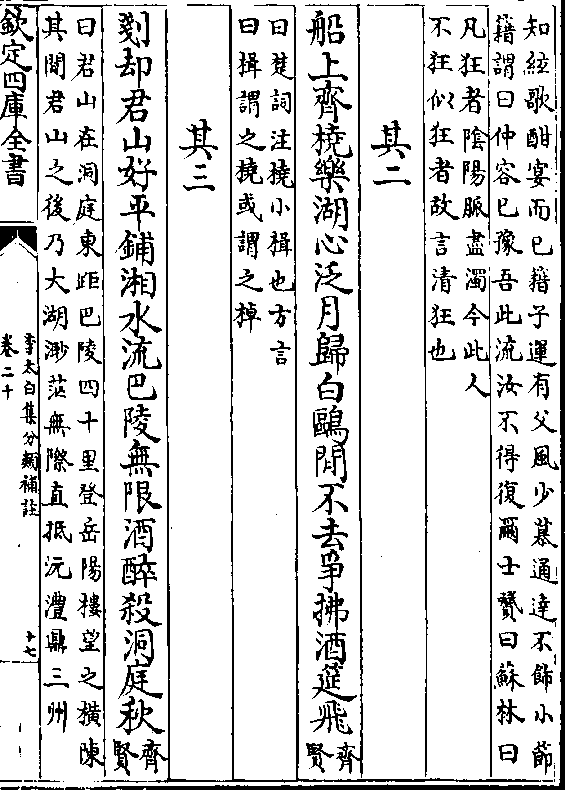 知絃歌酣宴而已籍子渾有父風少慕通達不飾小節
籍謂曰仲容已豫吾此流汝不得復爾士贇曰蘇林曰
凡狂者陰陽脈盡濁今此人
不狂似狂者故言清狂也
其二
船上齊橈樂湖心泛月歸白鷗閒不去爭拂酒筵飛
齊
賢
曰楚詞注橈小楫也方言
曰楫謂之橈或謂之棹
其三
剗却君山好平鋪湘水流巴陵無限酒醉殺洞庭秋
齊
賢
曰君山在洞庭東距巴陵四十里登岳陽樓望之横陳
其間君山之後乃大湖渺茫無際直抵沅澧鼎三州
欽定四庫全書
李太白集分類補註
卷二十
十七